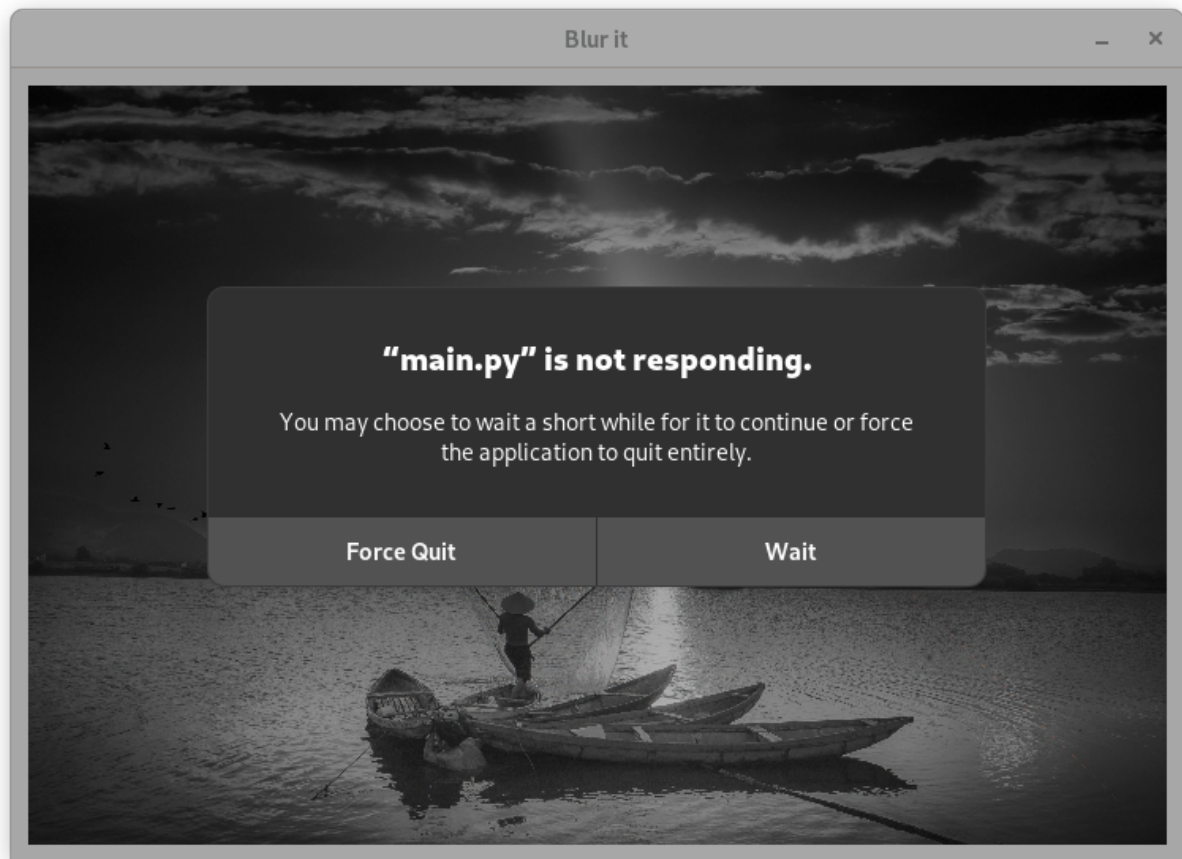 Blur it
“main.py” is not responding.
You may choose to wait a short while for it to continue or force
the application to quit entirely.
Force Quit
Wait